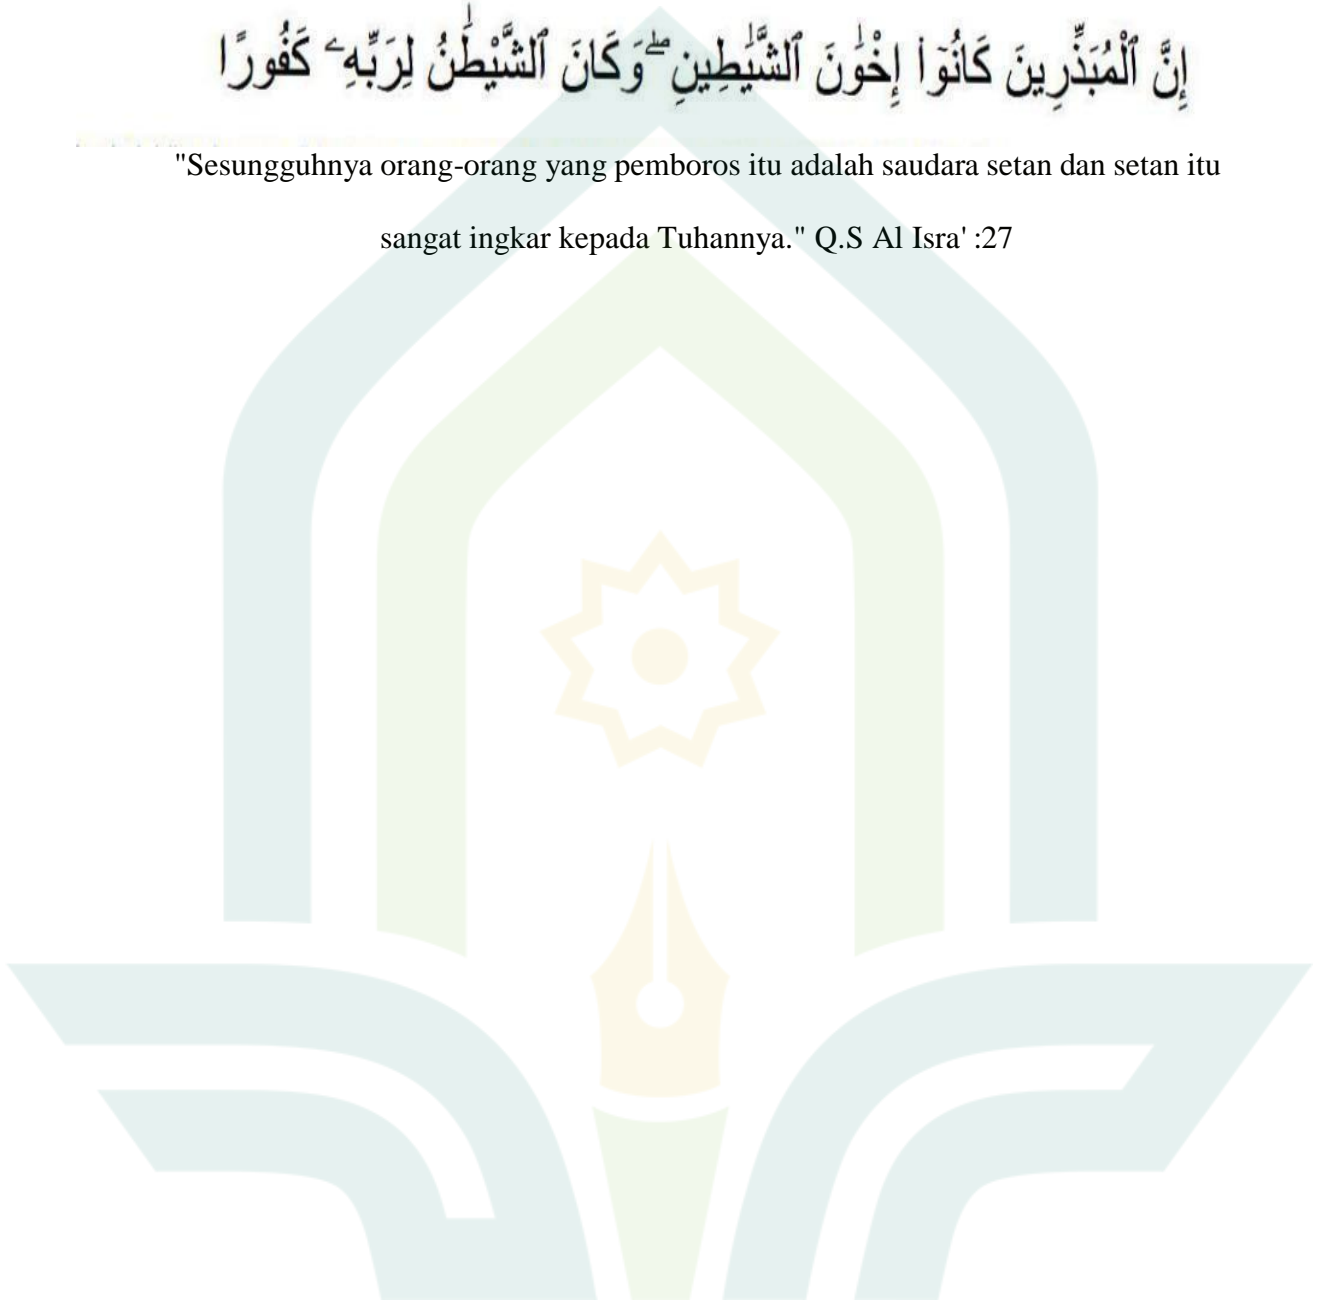 إِنَّ ٱلْمُبَذِّرِينَ كَانُوٓا۟ إِخْوَٰنَ ٱلشَّيَٰطِينِ ۖ وَكَانَ ٱلشَّيْطَٰنُ لِرَبِّهِۦ كَفُورًا
"Sesungguhnya orang-orang yang pemboros itu adalah saudara setan dan setan itu
sangat ingkar kepada Tuhannya." Q.S Al Isra' :27